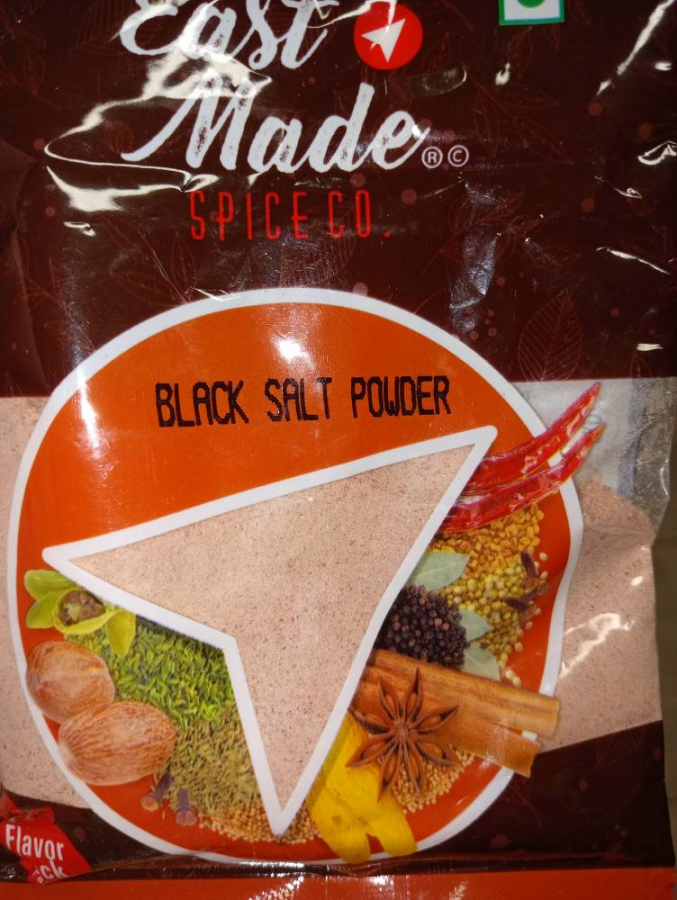 East
Made ®©
SPICE CO.
BLACK SALT POWDER
Flavor